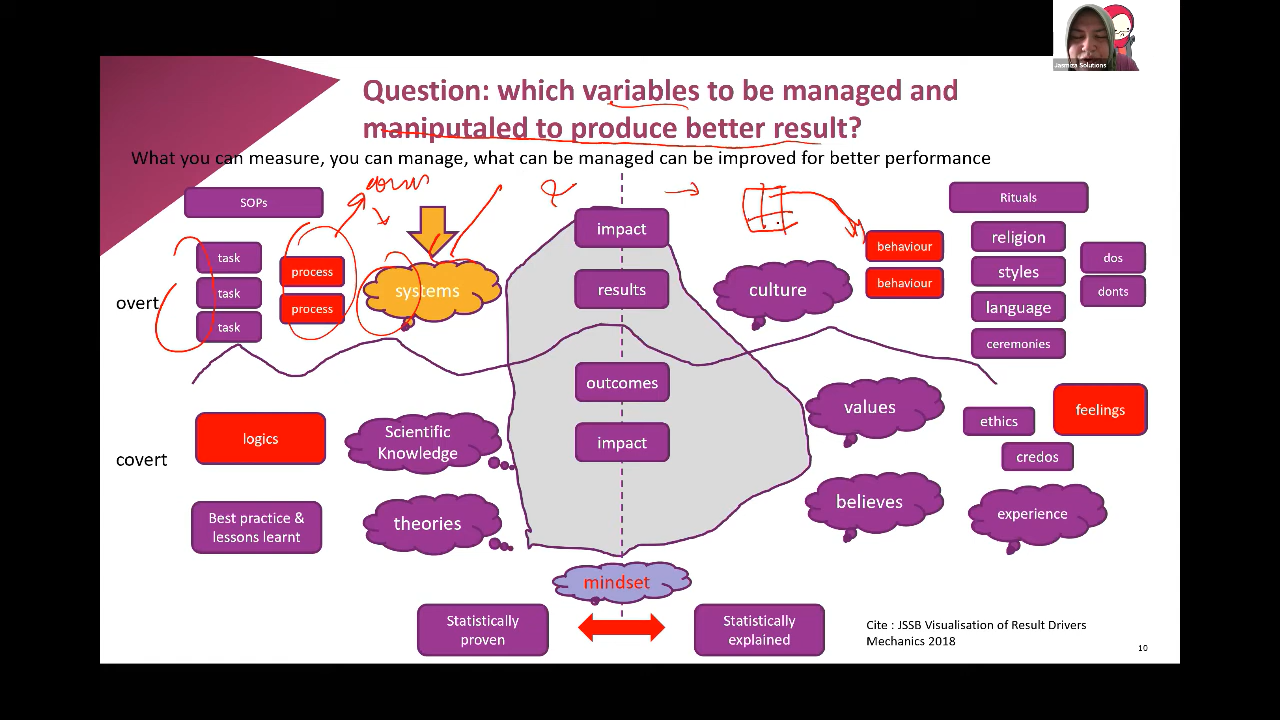 Jasmiza Solutions
Question: which variables to be managed and
maniputaled to produce better result?
What you can measure, you can manage, what can be managed can be improved for better performance
SOPs
task
task
task
process
process
systems
impact
results
culture
behaviour
behaviour
Rituals
religion
styles
language
ceremonies
dos
donts
overt
covert
logics
Scientific
Knowledge
Best practice &
lessons learnt
theories
outcomes
impact
values
believes
ethics
feelings
credos
experience
mindset
Statistically
proven
Statistically
explained
Cite : JSSB Visualisation of Result Drivers
Mechanics 2018
10